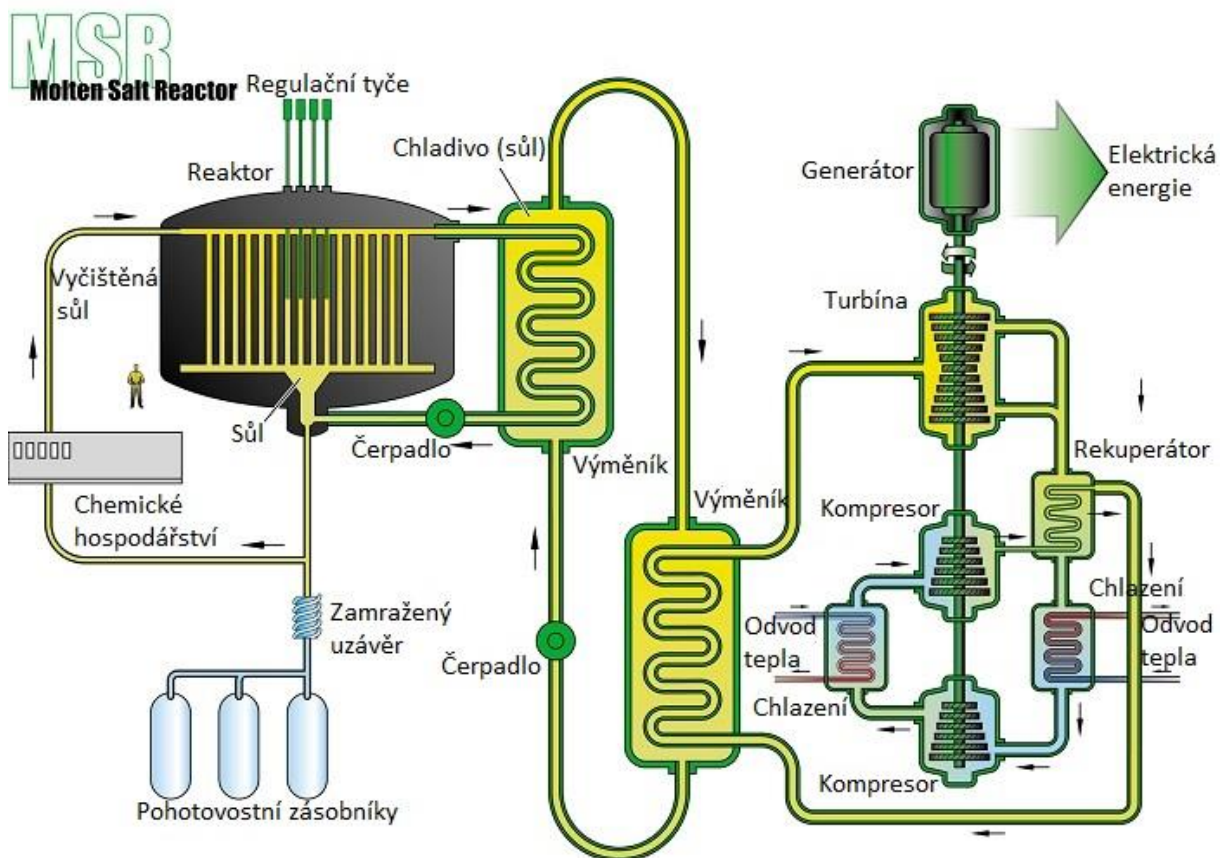 MSR
Molten Salt Reactor
Regulační tyče
Reaktor
Chladivo (sůl)
Generátor
Elektrická
energie
Vyčištěná
sůl
Turbína
Sůl
Čerpadlo
Výměník
Rekuperátor
Chemické
hospodářství
Výměník
Kompresor
Zamražený
uzávěr
Čerpadlo
Odvod
tepla
Chlazení
Chlazení
Odvod
tepla
Kompresor
Pohotovostní zásobníky